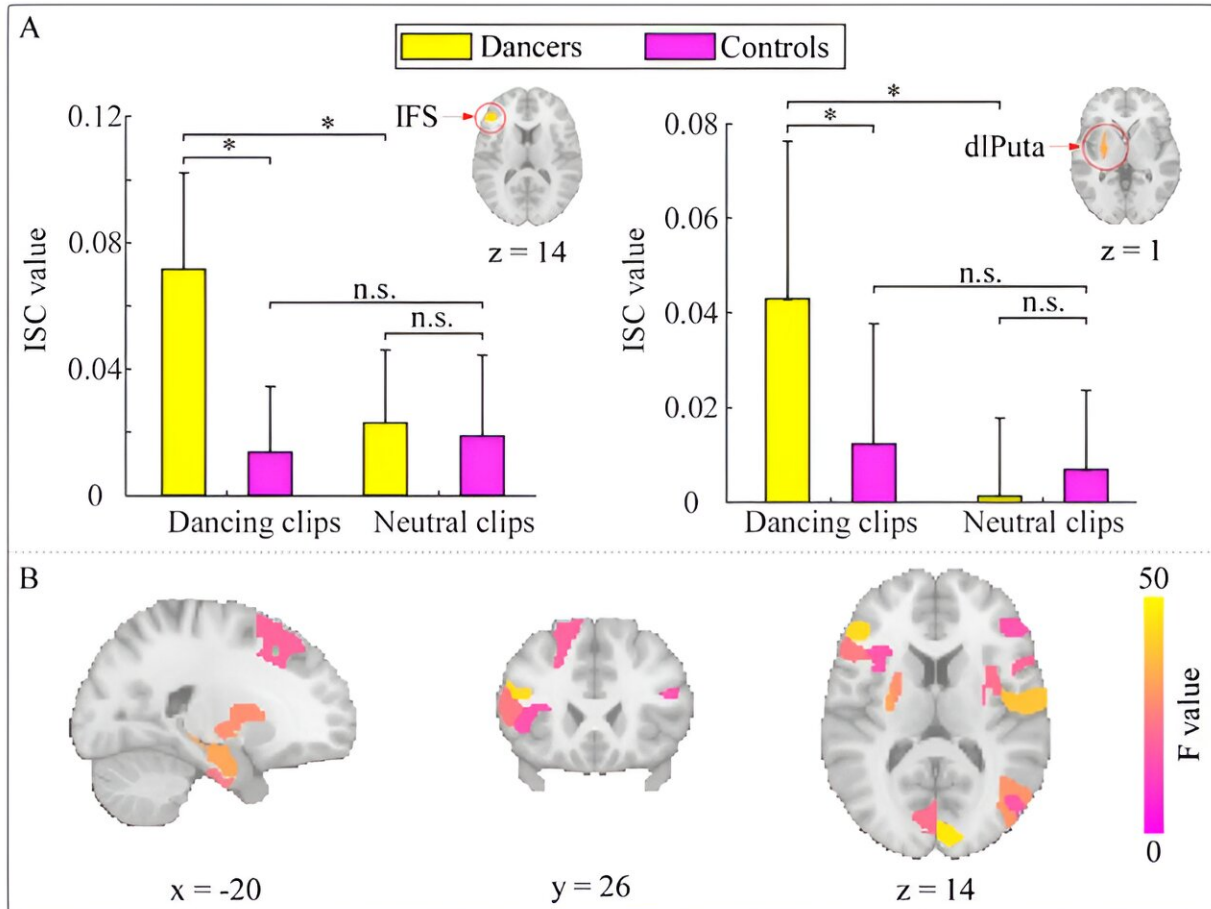 A
Dancers
Controls
0.12
0.08
0.04
0
ISC value
*
*
n.s.
n.s.
IFS
z = 14
Dancing clips
Neutral clips
0.08
0.06
0.04
0.02
0
ISC value
*
*
n.s.
n.s.
dlPuta
z = 1
Dancing clips
Neutral clips
B
x = -20
y = 26
z = 14
50
F value
0